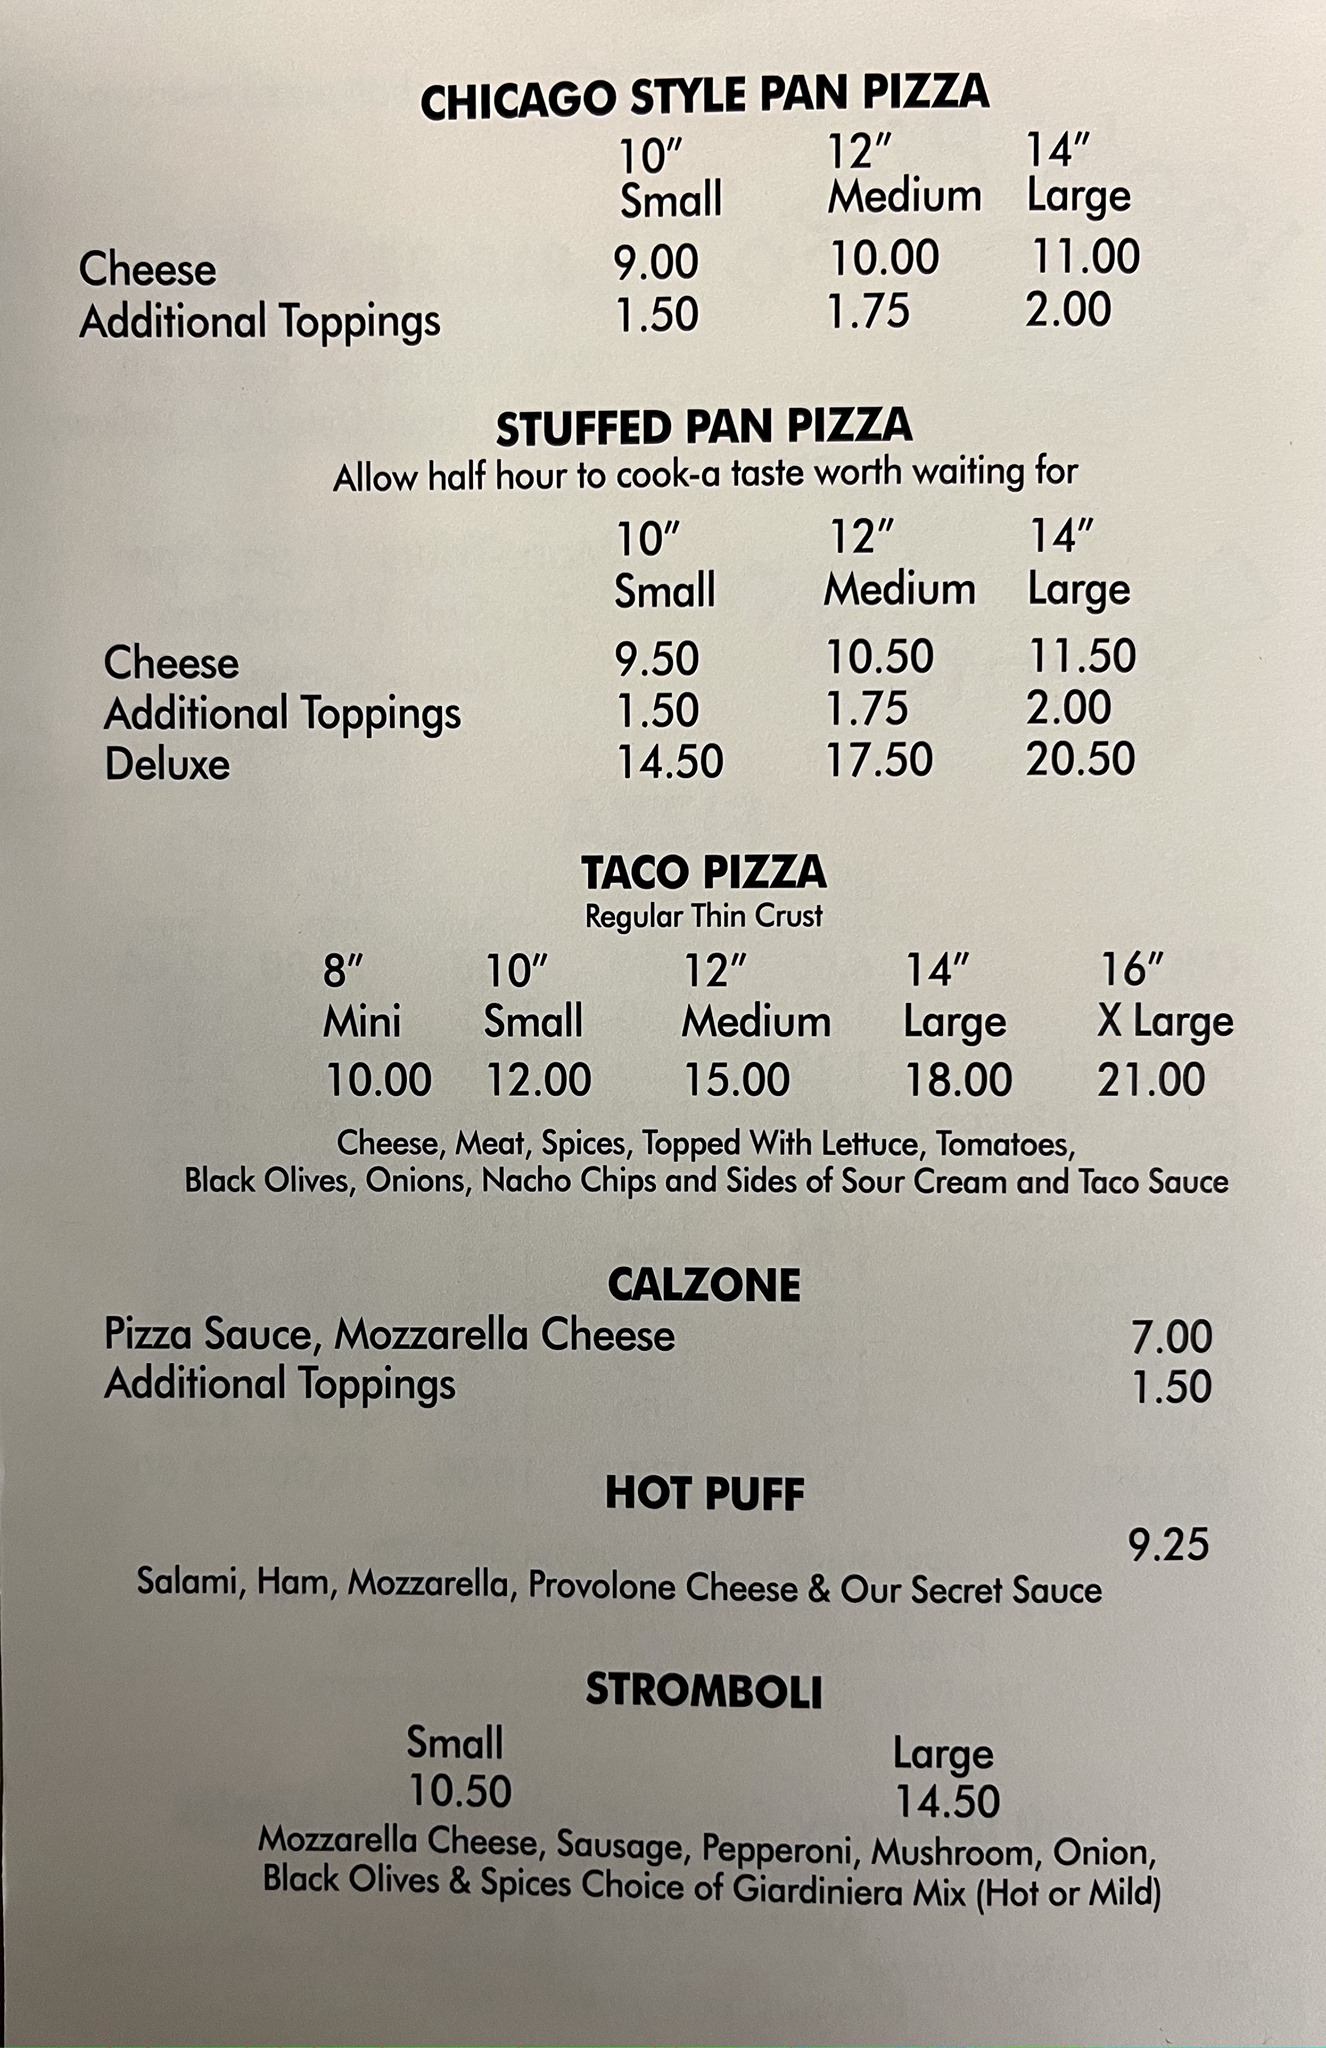 CHICAGO STYLE PAN PIZZA
10″ 12″ 14″
Small Medium Large
Cheese 9.00 10.00 11.00
Additional Toppings 1.50 1.75 2.00
STUFFED PAN PIZZA
Allow half hour to cook-a taste worth waiting for
10″ 12″ 14″
Small Medium Large
Cheese 9.50 10.50 11.50
Additional Toppings 1.50 1.75 2.00
Deluxe 14.50 17.50 20.50
TACO PIZZA
Regular Thin Crust
8″ 10″ 12″ 14″ 16″
Mini Small Medium Large X Large
10.00 12.00 15.00 18.00 21.00
Cheese, Meat, Spices, Topped With Lettuce, Tomatoes,
Black Olives, Onions, Nacho Chips and Sides of Sour Cream and Taco Sauce
CALZONE
Pizza Sauce, Mozzarella Cheese 7.00
Additional Toppings 1.50
HOT PUFF
9.25
Salami, Ham, Mozzarella, Provolone Cheese & Our Secret Sauce
STROMBOLI
Small Large
10.50 14.50
Mozzarella Cheese, Sausage, Pepperoni, Mushroom, Onion,
Black Olives & Spices Choice of Giardiniera Mix (Hot or Mild)